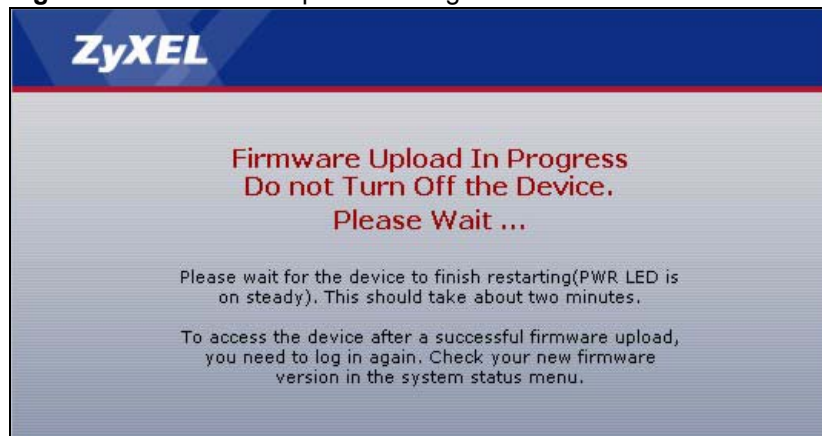 ZyXEL
Firmware Upload In Progress
Do not Turn Off the Device.
Please Wait ...
Please wait for the device to finish restarting(PWR LED is
on steady). This should take about two minutes.
To access the device after a successful firmware upload,
you need to log in again. Check your new firmware
version in the system status menu.